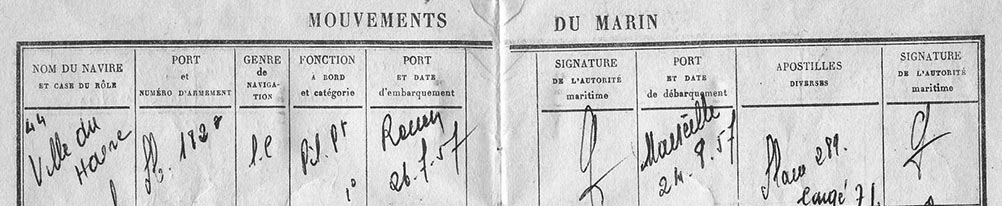 MOUVEMENTS DU MARIN
NOM DU NAVIRE
ET CASE DU RÔLE
PORT
et
NUMÉRO D'ARMEMENT
GENRE
de
NAVIGA-
TION
FONCTION
A BORD
et catégorie
PORT
ET DATE
d'embarquement
SIGNATURE
DE L'AUTORITÉ
maritime
PORT
ET DATE
de débarquement
APOSTILLES
DIVERSES
SIGNATURE
DE L'AUTORITÉ
maritime
44
Ville du
Havre
Rouen
26.7.57
Marseille
24.9.57
289.
Congé